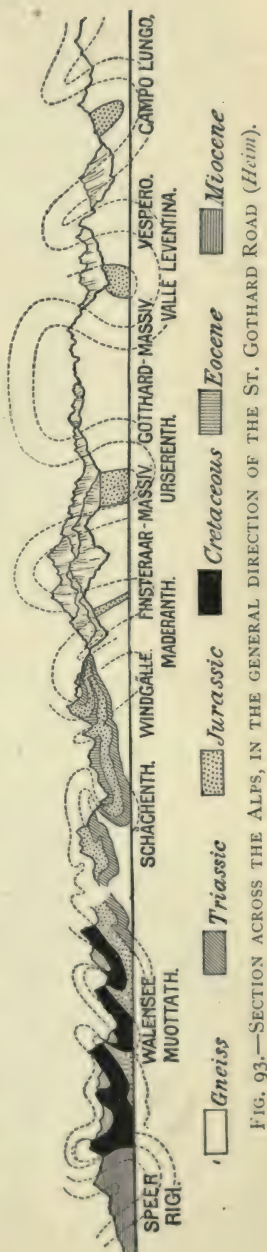 SPEER
RIGI.
WALENSEE.
MUOTTATH.
SCHÄCHENTH.
WINDGÄLLE.
MADERANTH.
FINSTERAAR-MASSIV.
URSERENTH.
GOTTHARD-MASSIV.
VALLE LEVENTINA.
VESPERO.
CAMPO LUNGO,
Gneiss
Triassic
Jurassic
Cretaceous
Eocene
Miocene
FIG. 93.—SECTION ACROSS THE ALPS, IN THE GENERAL DIRECTION OF THE ST. GOTHARD ROAD (Heim).